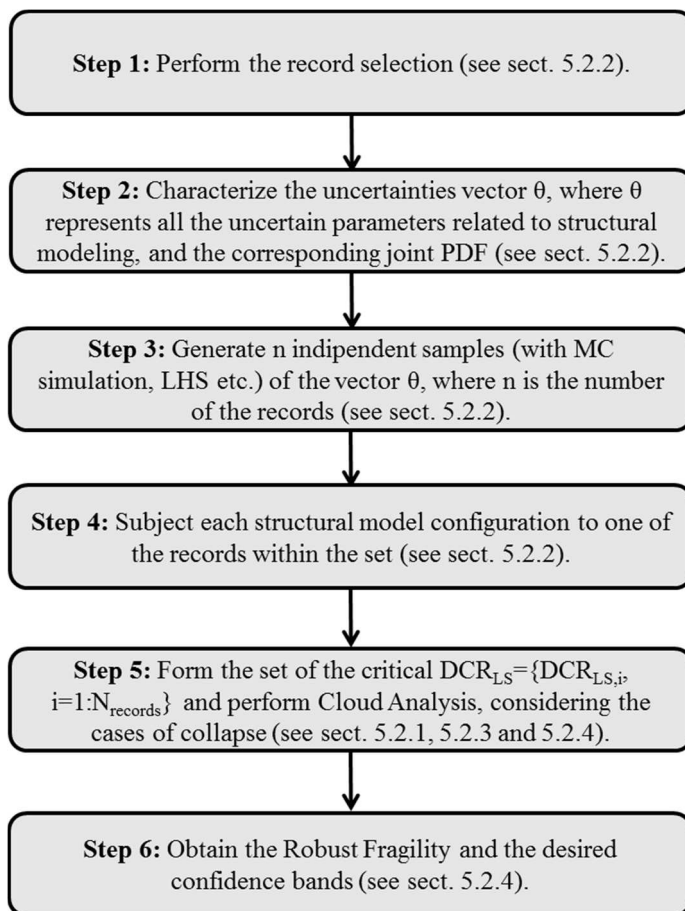 Step 1: Perform the record selection (see sect. 5.2.2).
Step 2: Characterize the uncertainties vector θ, where θ
represents all the uncertain parameters related to structural
modeling, and the corresponding joint PDF (see sect. 5.2.2).
Step 3: Generate n indipendent samples (with MC
simulation, LHS etc.) of the vector θ, where n is the number
of the records (see sect. 5.2.2).
Step 4: Subject each structural model configuration to one of
the records within the set (see sect. 5.2.2).
Step 5: Form the set of the critical DCR_LS={DCR_LS,i,
i=1:N_records} and perform Cloud Analysis, considering the
cases of collapse (see sect. 5.2.1, 5.2.3 and 5.2.4).
Step 6: Obtain the Robust Fragility and the desired
confidence bands (see sect. 5.2.4).